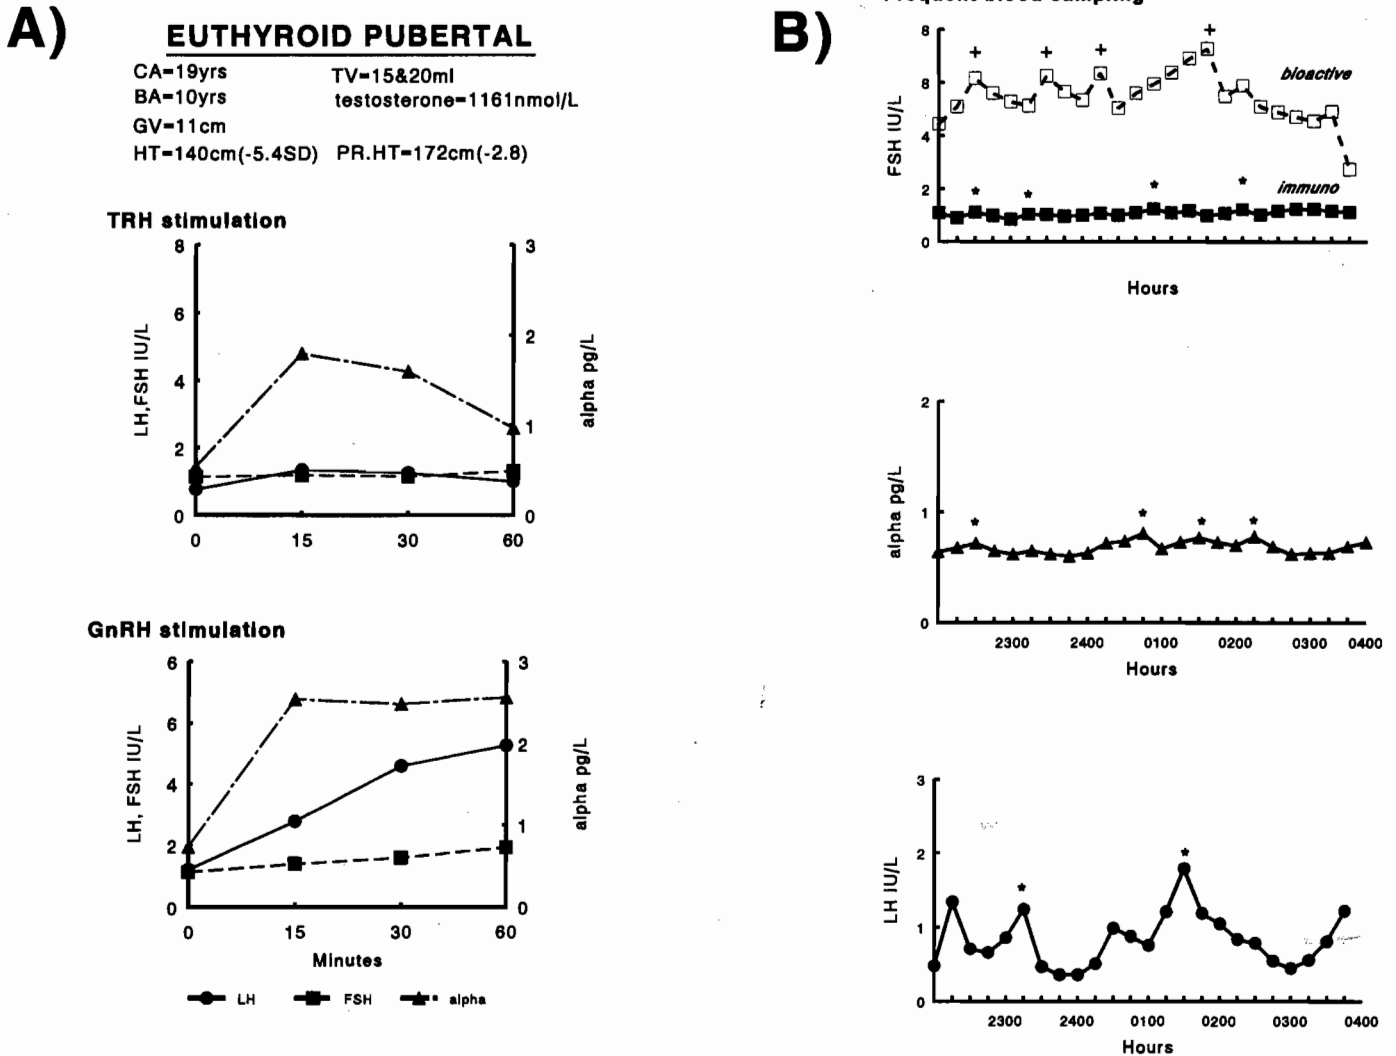 A)
EUTHYROID PUBERTAL
CA=19yrs TV=15&20ml
BA=10yrs testosterone=1161nmol/L
GV=11cm
HT=140cm(-5.4SD) PR.HT=172cm(-2.8)
TRH stimulation
8
6
4
2
0
LH,FSH IU/L
3
2
1
0
alpha pg/L
0 15 30 60
GnRH stimulation
6
6
4
2
0
LH, FSH IU/L
3
2
1
0
alpha pg/L
0 15 30 60
Minutes
LH FSH alpha
B)
Frequent blood sampling
8
6
4
2
0
FSH IU/L
+ + + +
bioactive
* * * *
immuno
Hours
2
1
0
alpha pg/L
* * * *
2300 2400 0100 0200 0300 0400
Hours
3
2
1
0
LH IU/L
* *
2300 2400 0100 0200 0300 0400
Hours